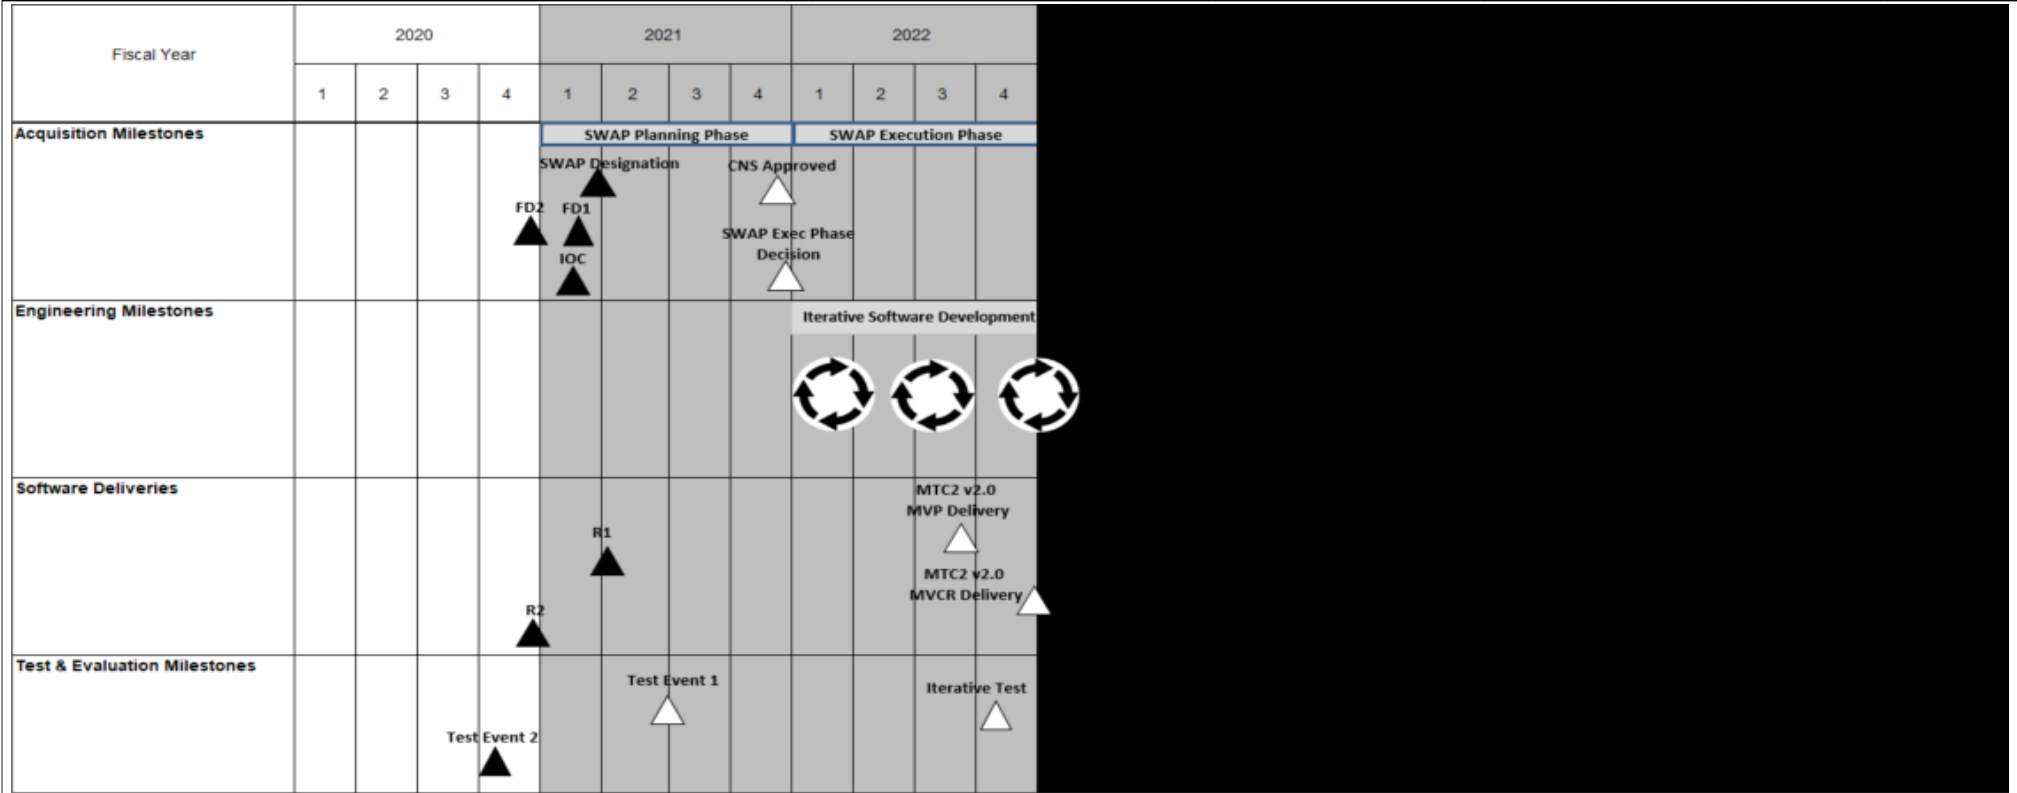 Fiscal Year
2020
2021
2022
1
2
3
4
1
2
3
4
1
2
3
4
Acquisition Milestones
SWAP Planning Phase
SWAP Execution Phase
SWAP Designation
CNS Approved
FD2
FD1
SWAP Exec Phase
Decision
IOC
Engineering Milestones
Iterative Software Development
Software Deliveries
MTC2 v2.0
MVP Delivery
R1
MTC2 v2.0
MVCR Delivery
R2
Test & Evaluation Milestones
Test Event 1
Iterative Test
Test Event 2